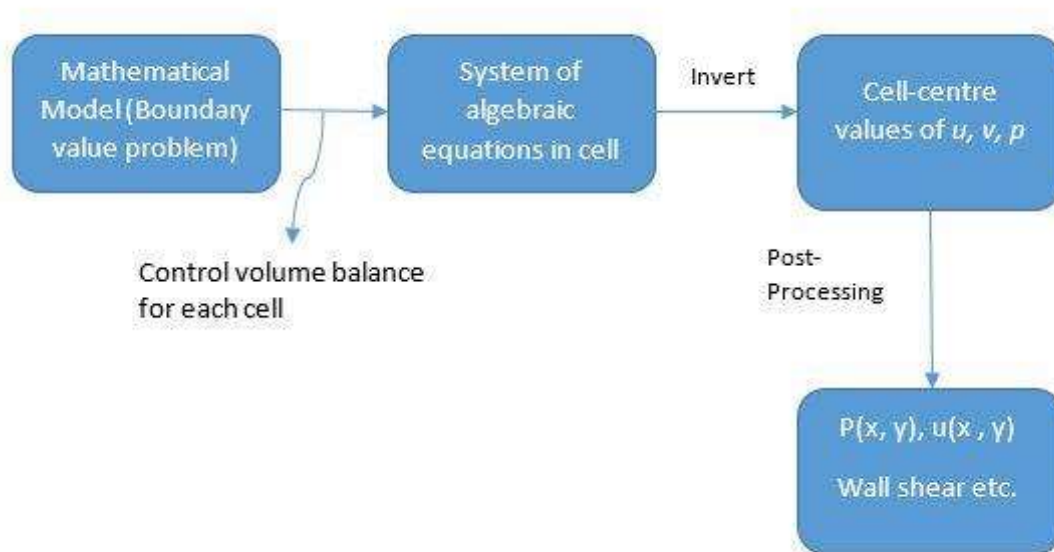 Mathematical
Model (Boundary
value problem)
System of
algebraic
equations in cell
Invert
Cell-centre
values of u, v, p
Control volume balance
for each cell
Post-
Processing
P(x, y), u(x , y)
Wall shear etc.